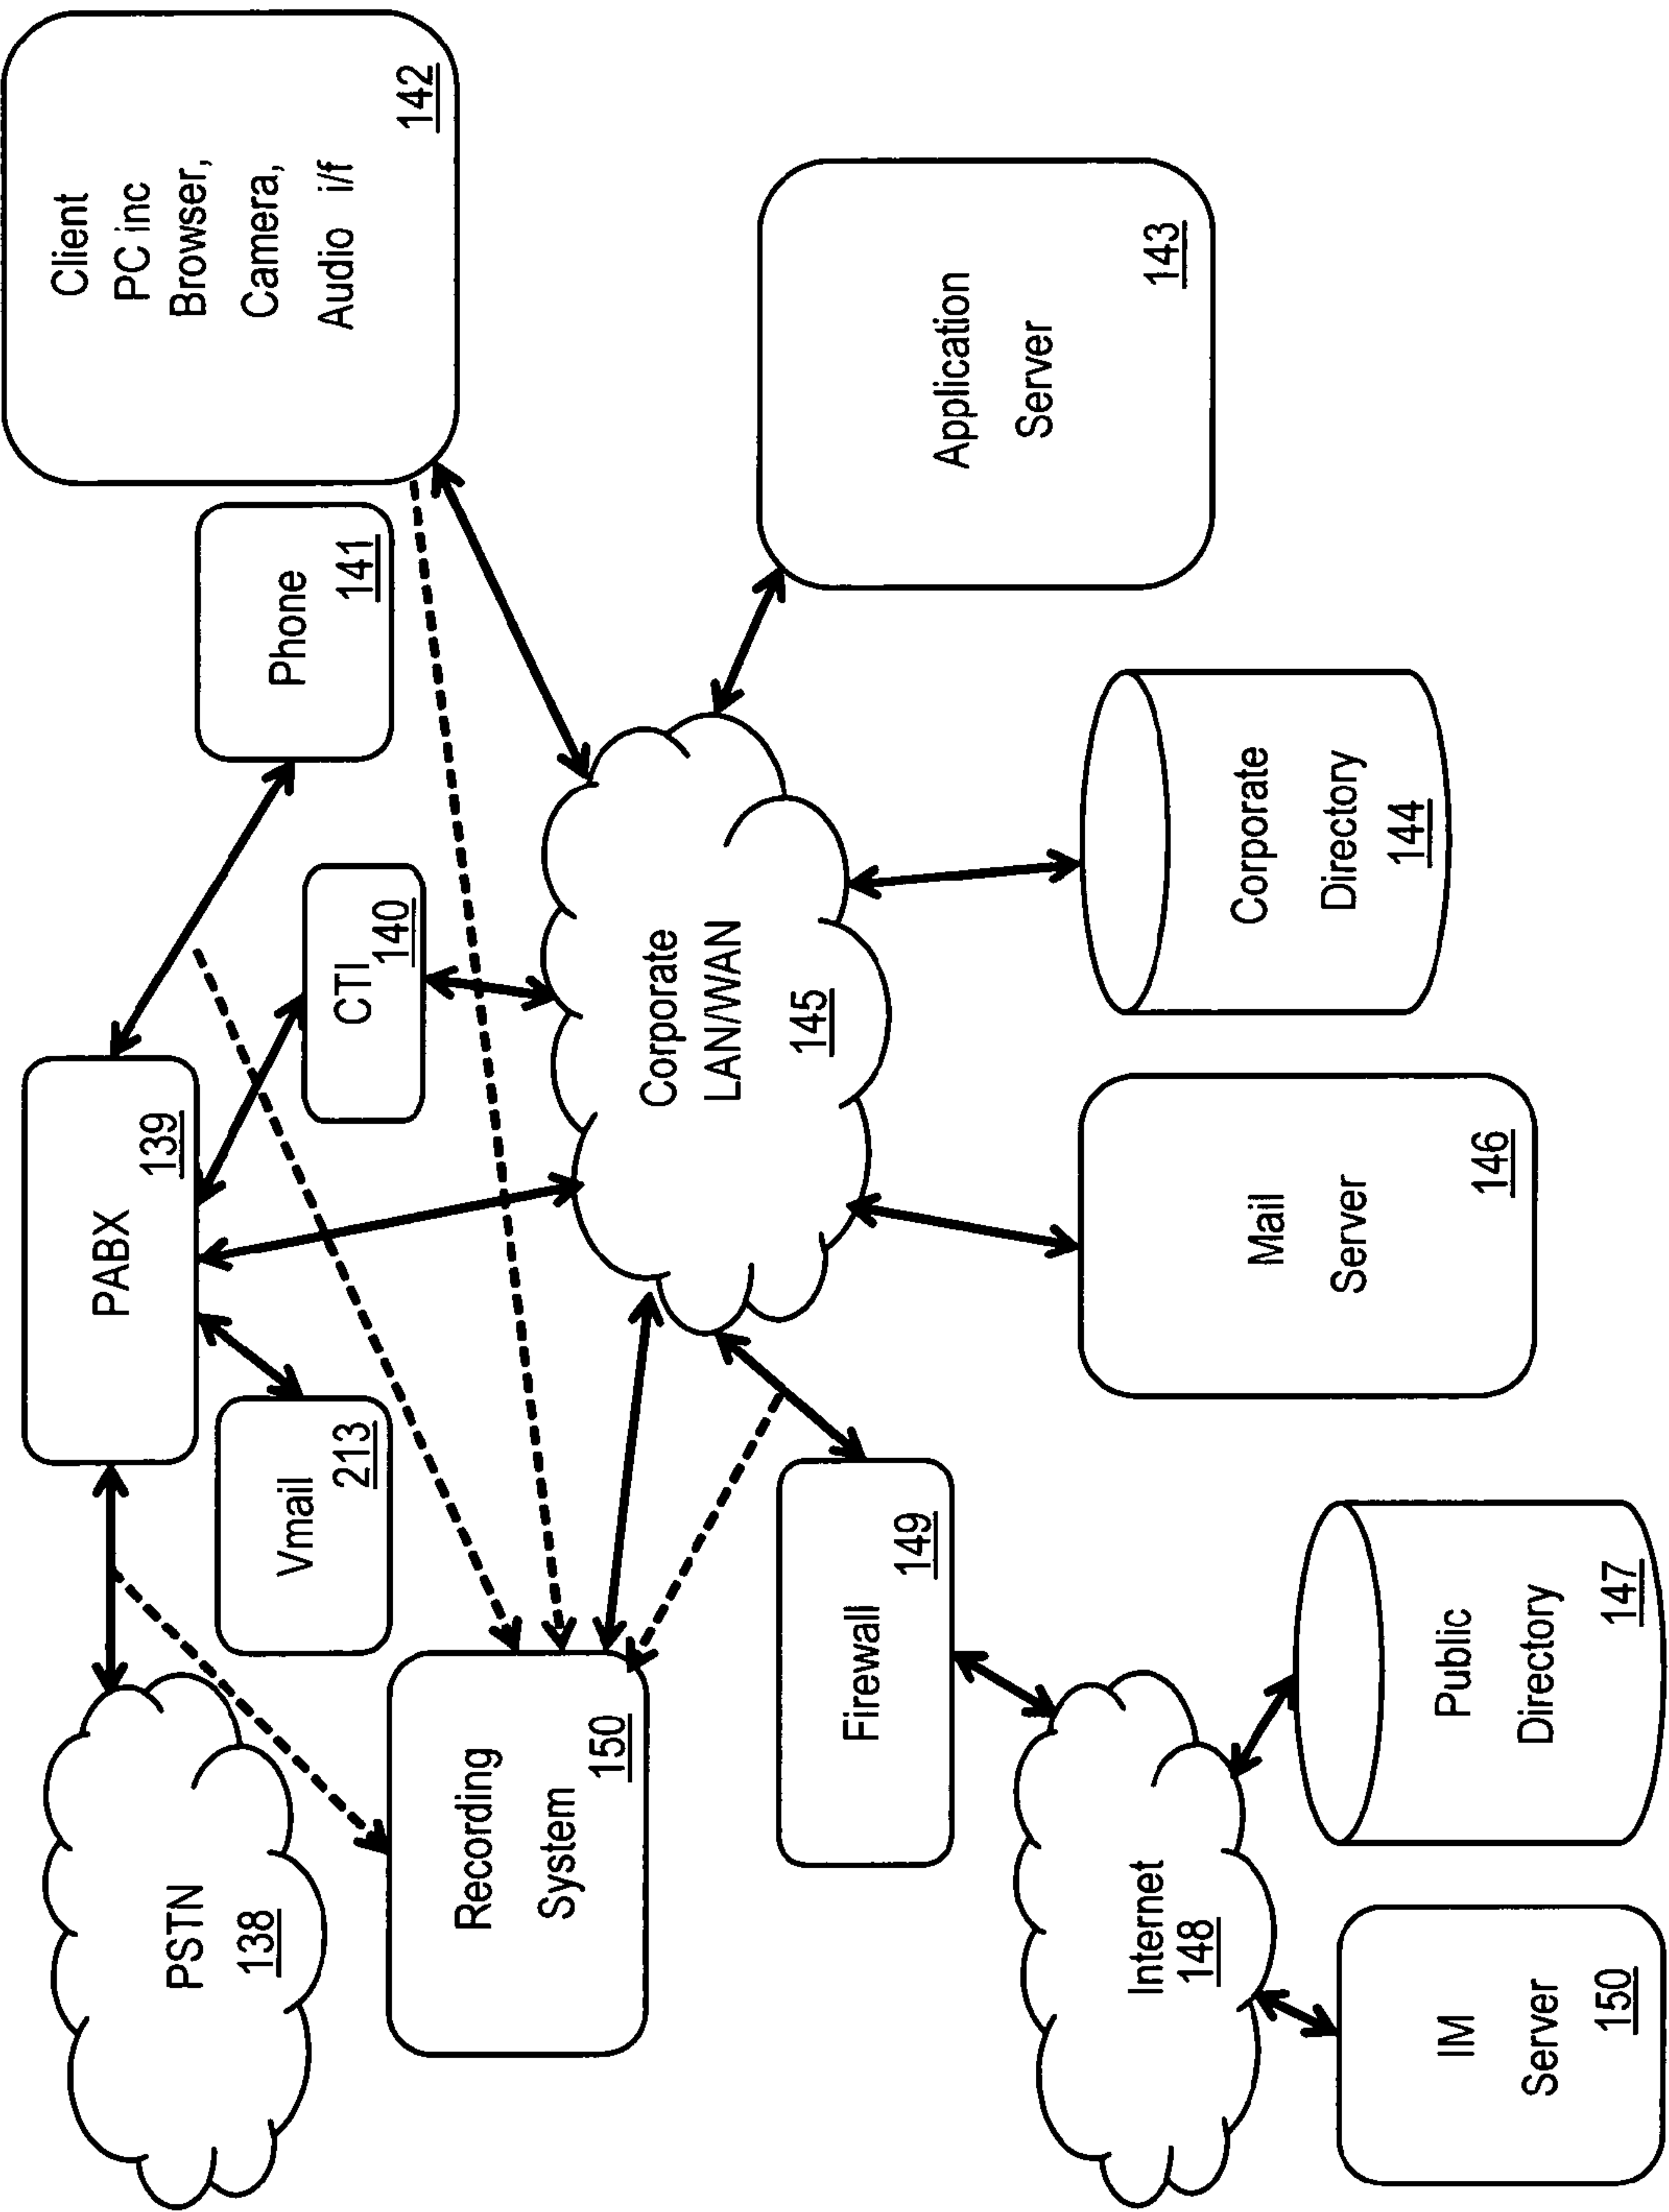 PSTN
138
PABX
139
Vmail
213
CTI
140
Phone
141
Client
PC inc
Browser,
Camera,
Audio i/f
142
Recording
System
150
Corporate
LAN/WAN
145
Application
Server
143
Firewall
149
Internet
148
IM
Server
150
Public
Directory
147
Mail
Server
146
Corporate
Directory
144